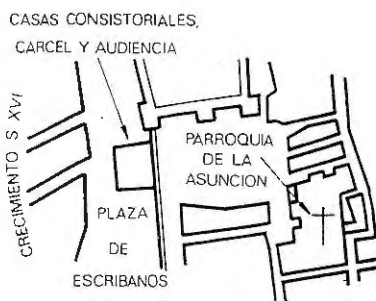 CASAS CONSISTORIALES,
CARCEL Y AUDIENCIA
CRECIMIENTO S XVI
PARROQUIA
DE LA
ASUNCION
PLAZA
DE
ESCRIBANOS